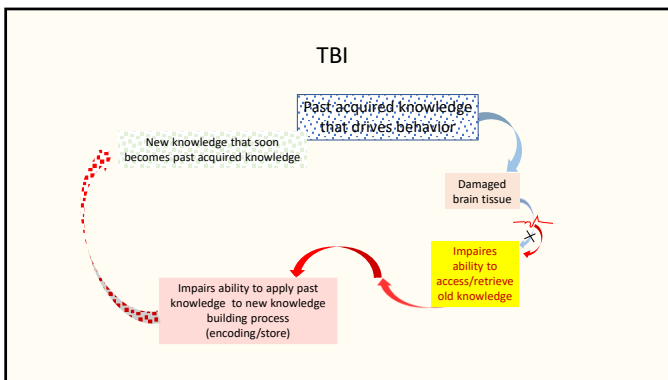 TBI
Past acquired knowledge
that drives behavior
New knowledge that soon
becomes past acquired knowledge
Damaged
brain tissue
Impaires
ability to
access/retrieve
old knowledge
Impairs ability to apply past
knowledge to new knowledge
building process
(encoding/store)